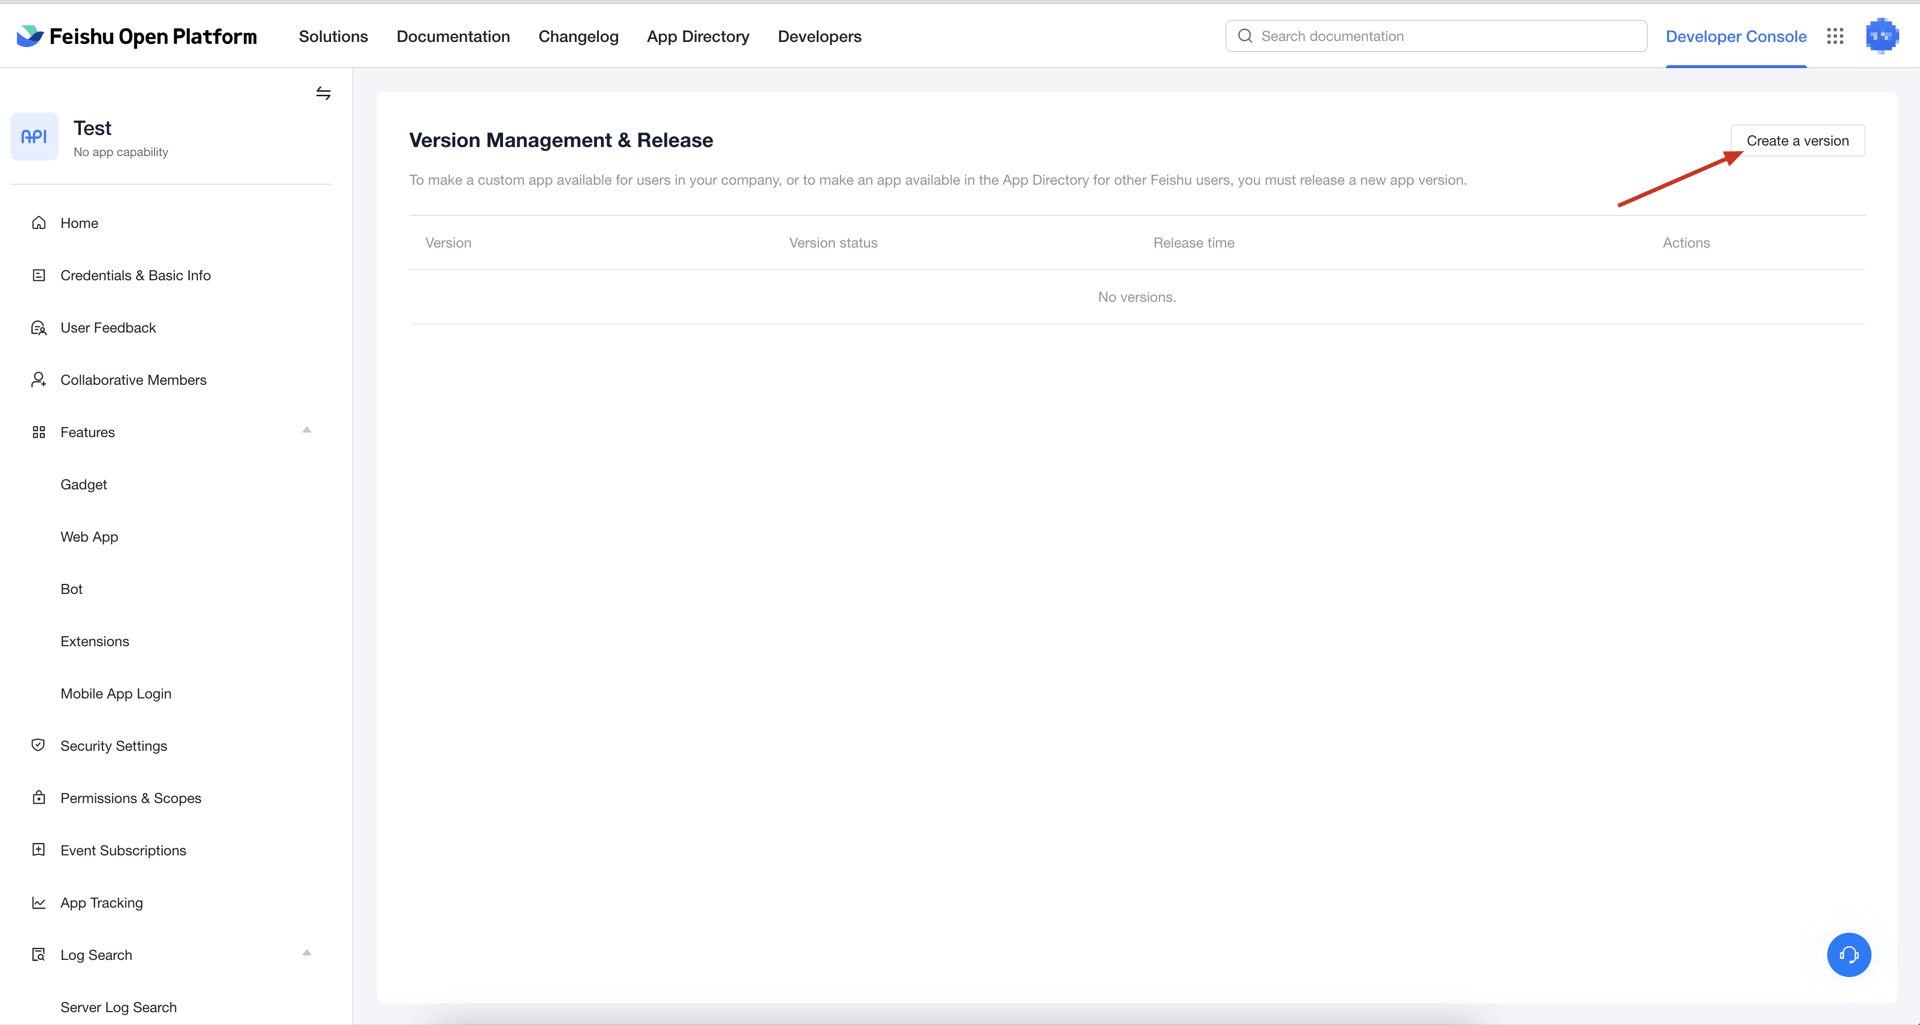 Feishu Open Platform
Solutions
Documentation
Changelog
App Directory
Developers
Search documentation
Developer Console
API
Test
No app capability
Home
Credentials & Basic Info
User Feedback
Collaborative Members
Features
Gadget
Web App
Bot
Extensions
Mobile App Login
Security Settings
Permissions & Scopes
Event Subscriptions
App Tracking
Log Search
Server Log Search
Version Management & Release
Create a version
To make a custom app available for users in your company, or to make an app available in the App Directory for other Feishu users, you must release a new app version.
Version
Version status
Release time
Actions
No versions.